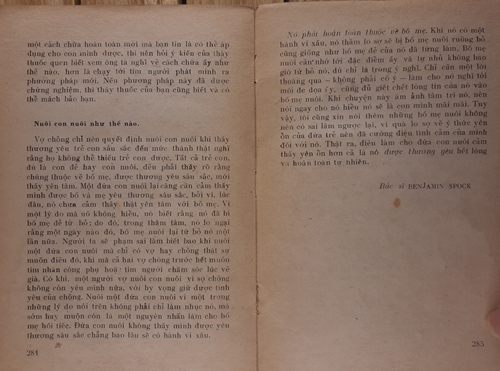 một cách chữa hoàn toàn mới mà bạn tin là có thể áp
dụng cho con mình được, thì nên hỏi ý kiến của thầy
thuốc quen biết xem ông ta nghĩ về cách chữa ấy như
thế nào, hơn là chạy tới tìm người phát minh ra
phương pháp mới. Nếu phương pháp này đã được
chứng nghiệm, thì thầy thuốc của bạn cũng biết và có
thể mách bảo bạn.
Nuôi con nuôi như thế nào.
Vợ chồng chỉ nên quyết định nuôi con nuôi khi thấy
thương yêu trẻ con sâu sắc đến mức thành thật nghĩ
rằng họ không thể thiếu trẻ con được. Tất cả trẻ con,
dù là con đẻ hay con nuôi, đều phải thấy rõ rằng
chúng thuộc về bố mẹ, được thương yêu sâu sắc, mới
thấy yên tâm. Một đứa con nuôi lại càng cần cảm thấy
mình được bố và mẹ yêu thương sâu sắc, bởi vì, lúc
đầu, nó chưa cảm thấy thật yên tâm với bố mẹ. Vì
một lý do mà nó không hiểu, nó biết rằng nó đã bị
bố mẹ đẻ từ bỏ; do đó, trong thâm tâm, nó lo ngại
rằng một ngày nào đó, bố mẹ nuôi lại từ bỏ nó một
lần nữa. Người ta sẽ phạm sai lầm biết bao khi nuôi
một đứa con nuôi mà chỉ có vợ hay chồng thật sự
muốn điều đó, khi mà cả hai vợ chồng trước hết muốn
tìm nhân công phụ hoặ tìm người chăm sóc lúc về
già. Có khi, một người vợ nuôi con nuôi vì sợ chồng
không còn yêu mình nữa, với hy vọng giữ được tình
yêu của chồng. Nuôi một đứa con nuôi vì một trong
những lý do nói trên không phải chỉ làm nhục nó, mà
sớm hay muộn còn là một nguyên nhân làm cho bố
mẹ hối tiếc. Đứa con nuôi không thấy mình được yêu
thương sâu sắc chẳng bao lâu sẽ có hành vi xấu.
284
Nó phải hoàn toàn thuộc về bố mẹ. Khi nó có một
hành vi xấu, nó thầm lo sợ sẽ bị bố mẹ nuôi ruồng bỏ
cũng giống như bố mẹ đẻ của nó đã từng làm. Bố mẹ
nuôi cần nhớ tới đặc điểm ấy và tự nhủ không bao
giờ từ bỏ nó, dù chỉ là trong ý nghĩ. Chỉ cần một lời
thoáng qua — không phải cố ý — làm cho nó nghĩ tới
mối đe dọa ấy, cũng đủ giết chết lòng tin của nó vào
bố mẹ nuôi. Khi chuyện này ám ảnh tâm trí nó, nên
nói ngay cho nó hiểu nó sẽ là con mình mãi mãi. Tuy
vậy, tôi cũng xin nói thêm những bố mẹ nuôi không
nên có sai lầm ngược lại, vì quá lo sợ về ý thức yên
ổn của đứa trẻ nên đã cường điệu tình cảm của mình
đối với nó. Thật ra, điều làm cho đứa con nuôi cảm
thấy yên ổn hơn cả là nó được thương yêu hết lòng
và hoàn toàn tự nhiên.
Bác sĩ BENJAMIN SPOCK
285